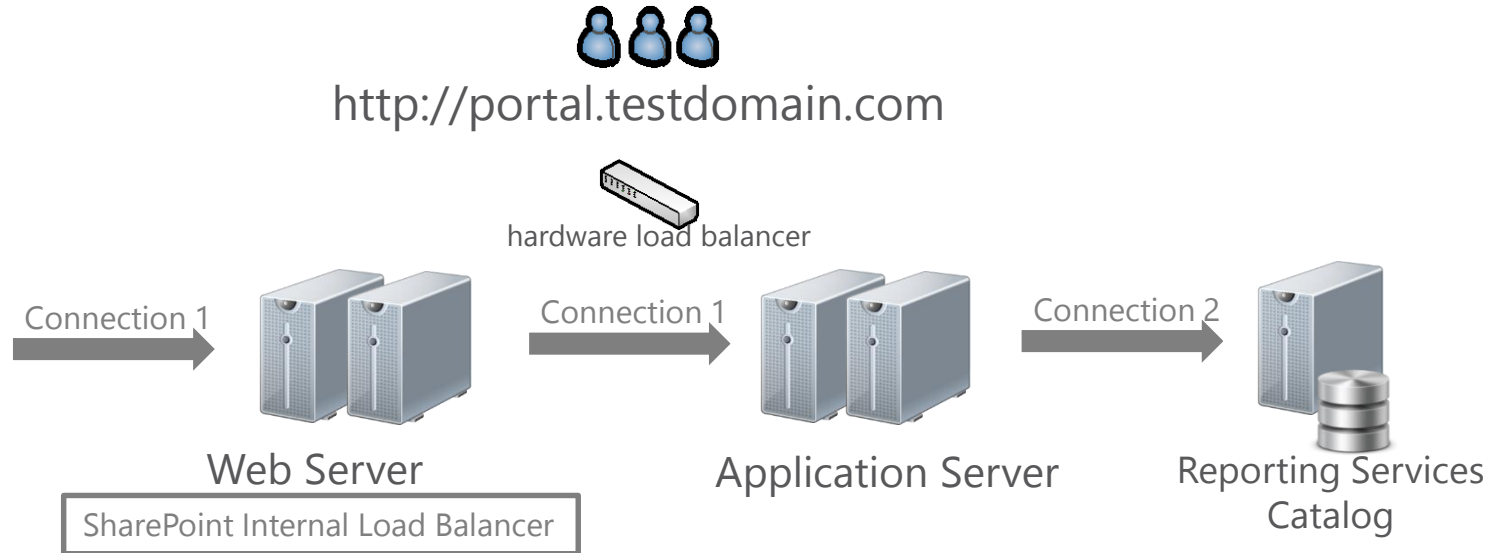 http://portal.testdomain.com
hardware load balancer
Connection 1
Connection 1
Connection 2
Web Server
Application Server
Reporting Services
Catalog
SharePoint Internal Load Balancer